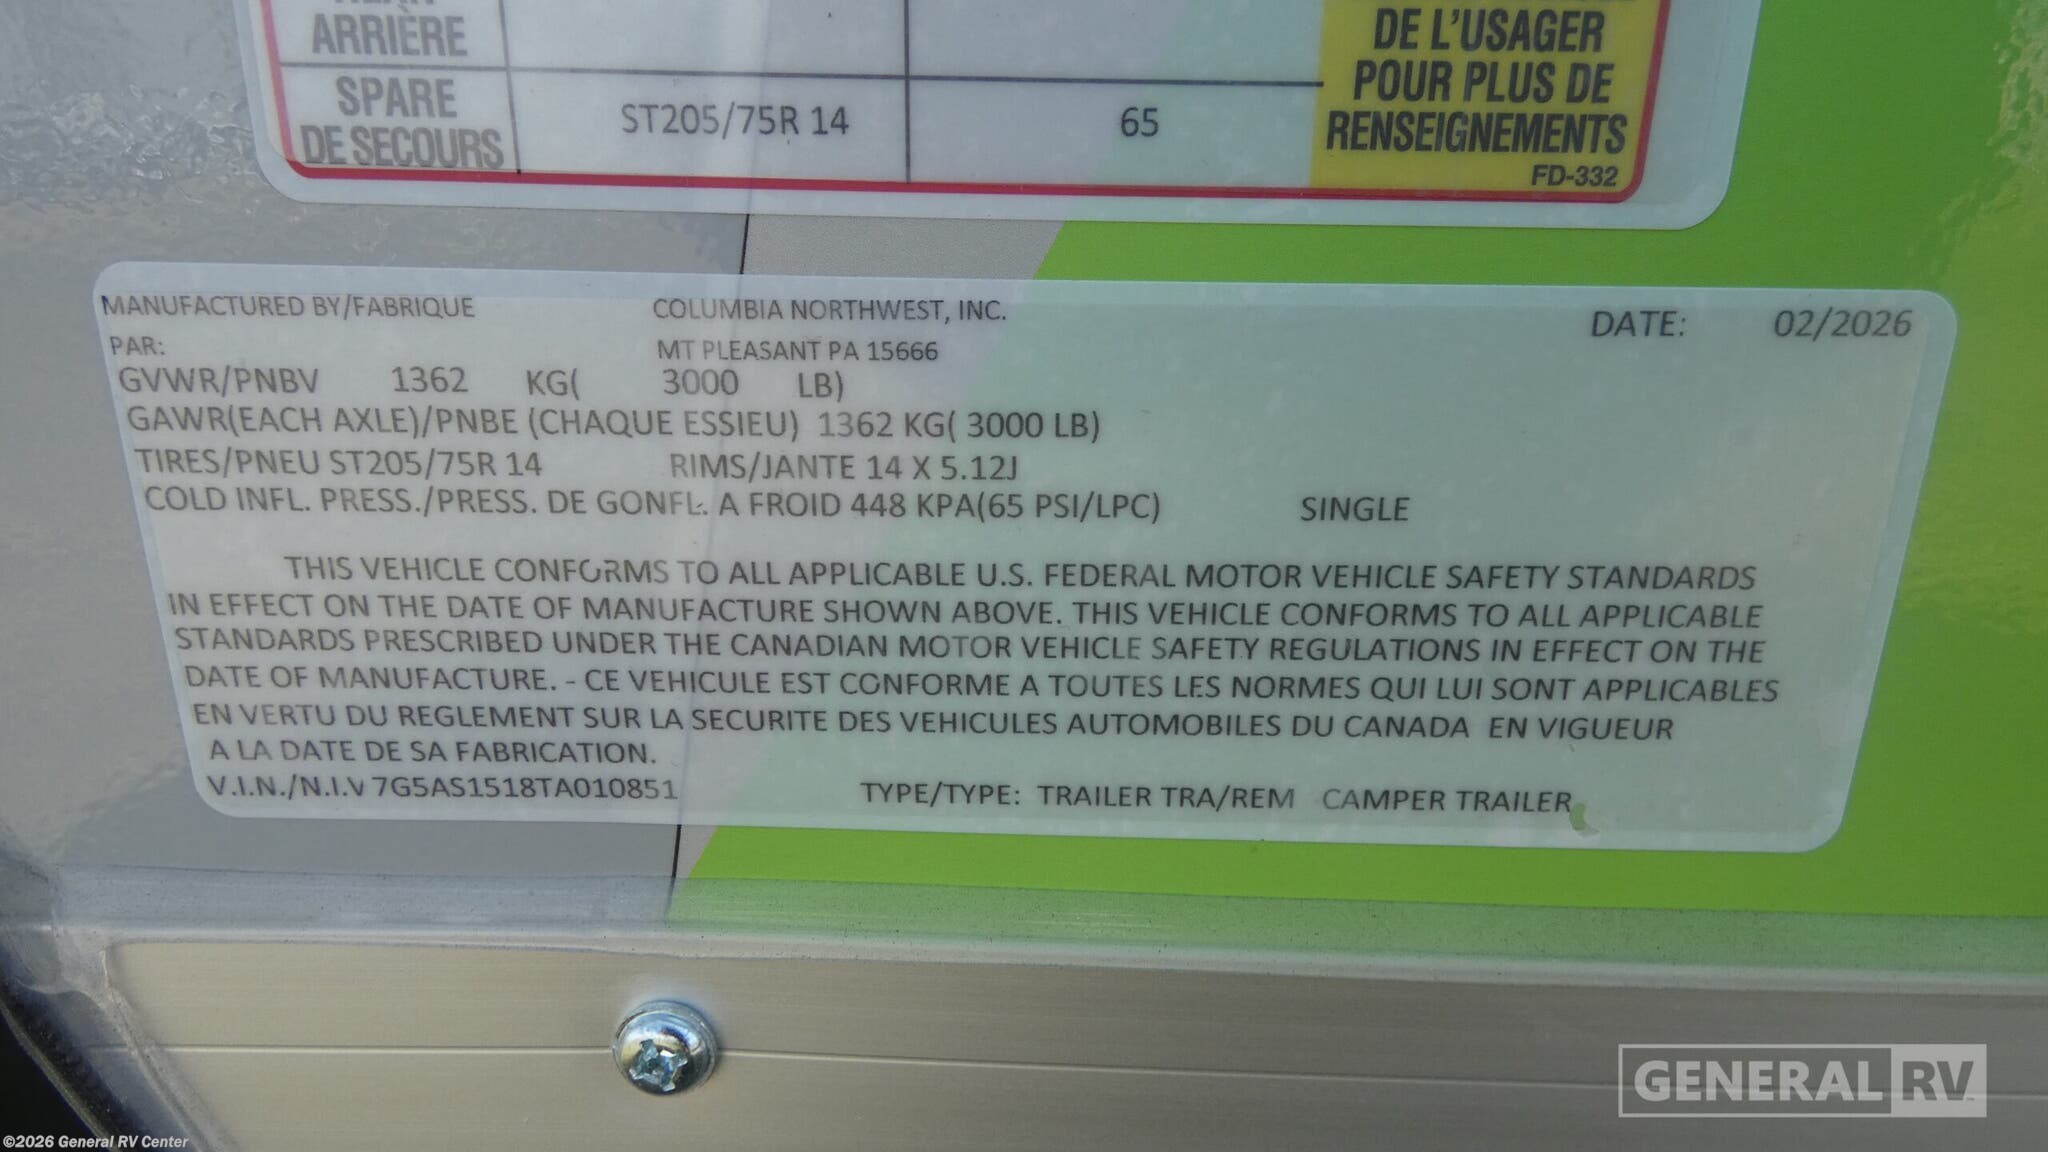 ARRIÈRE
SPARE
DE SECOURS
ST205/75R 14
65
DE L'USAGER
POUR PLUS DE
RENSEIGNEMENTS
FD-332
MANUFACTURED BY/FABRIQUE COLUMBIA NORTHWEST, INC. DATE: 02/2026
PAR: MT PLEASANT PA 15666
GVWR/PNBV 1362 KG( 3000 LB)
GAWR(EACH AXLE)/PNBE (CHAQUE ESSIEU) 1362 KG( 3000 LB)
TIRES/PNEU ST205/75R 14 RIMS/JANTE 14 X 5.12J
COLD INFL. PRESS./PRESS. DE GONFL. A FROID 448 KPA(65 PSI/LPC) SINGLE
THIS VEHICLE CONFORMS TO ALL APPLICABLE U.S. FEDERAL MOTOR VEHICLE SAFETY STANDARDS
IN EFFECT ON THE DATE OF MANUFACTURE SHOWN ABOVE. THIS VEHICLE CONFORMS TO ALL APPLICABLE
STANDARDS PRESCRIBED UNDER THE CANADIAN MOTOR VEHICLE SAFETY REGULATIONS IN EFFECT ON THE
DATE OF MANUFACTURE. - CE VEHICULE EST CONFORME A TOUTES LES NORMES QUI LUI SONT APPLICABLES
EN VERTU DU REGLEMENT SUR LA SECURITE DES VEHICULES AUTOMOBILES DU CANADA EN VIGUEUR
A LA DATE DE SA FABRICATION.
V.I.N./N.I.V 7G5AS1518TA010851 TYPE/TYPE: TRAILER TRA/REM CAMPER TRAILER
GENERAL RV
©2026 General RV Center